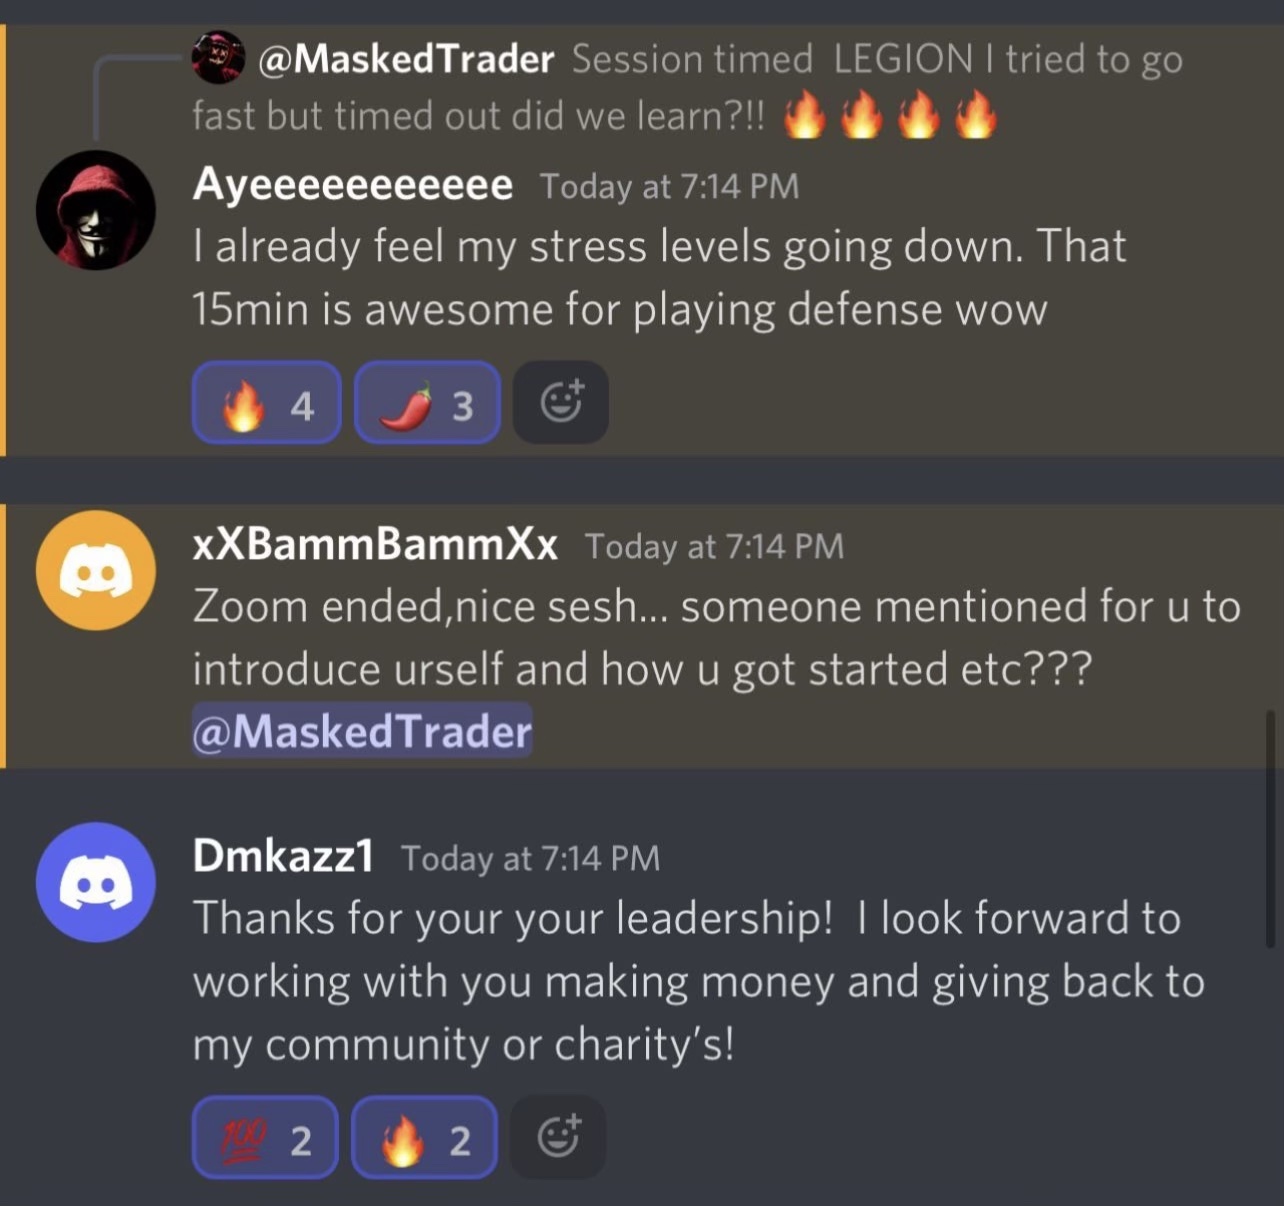 @MaskedTrader Session timed LEGION I tried to go
fast but timed out did we learn?!! 🔥🔥🔥🔥
Ayeeeeeeeeeee Today at 7:14 PM
I already feel my stress levels going down. That
15min is awesome for playing defense wow
🔥 4 🌶️ 3
xXBammBammXx Today at 7:14 PM
Zoom ended,nice sesh... someone mentioned for u to
introduce urself and how u got started etc???
@MaskedTrader
Dmkazz1 Today at 7:14 PM
Thanks for your your leadership!  I look forward to
working with you making money and giving back to
my community or charity's!
💯 2 🔥 2